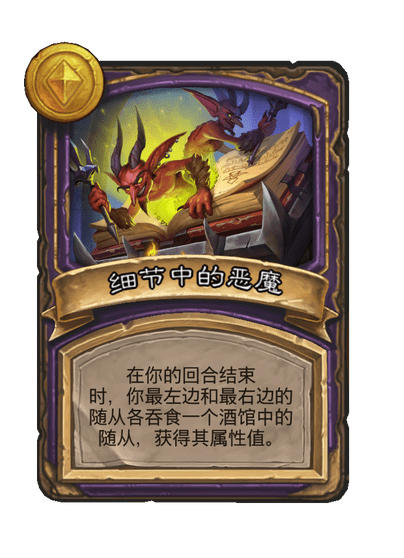 细节中的恶魔
在你的回合结束
时，你最左边和最右边的
随从各吞食一个酒馆中的
随从，获得其属性值。